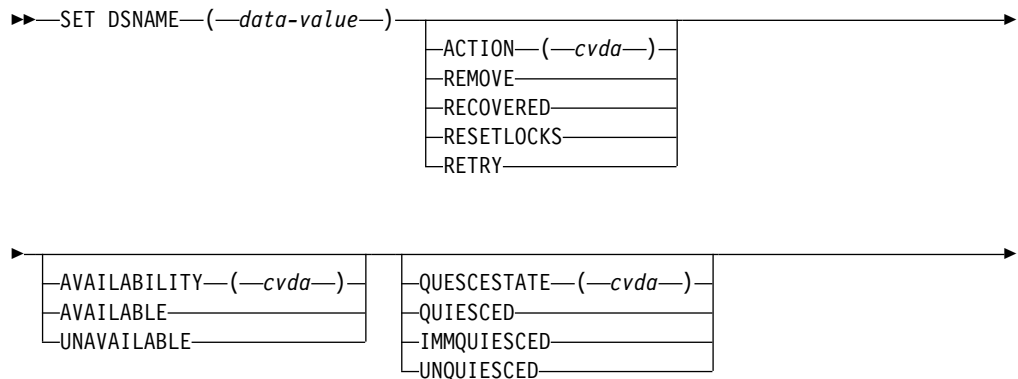 SET DSNAME ( data-value )
ACTION ( cvda )
REMOVE
RECOVERED
RESETLOCKS
RETRY
AVAILABILITY ( cvda )
AVAILABLE
UNAVAILABLE
QUESCESTATE ( cvda )
QUIESCED
IMMQUIESCED
UNQUIESCED